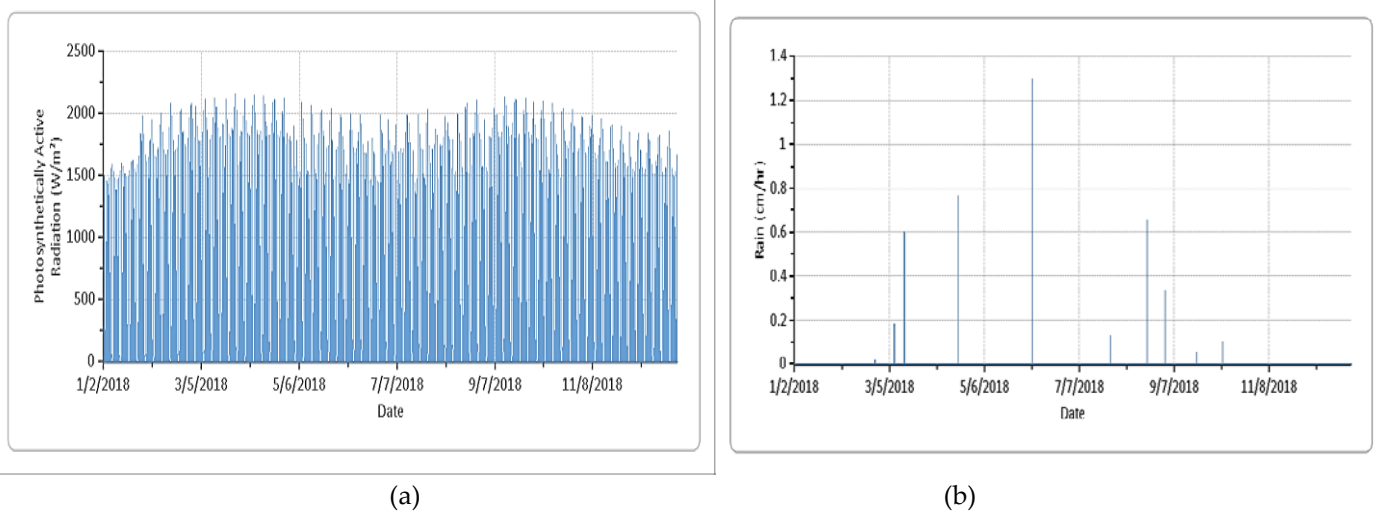 2500
2000
1500
1000
500
0
Photosynthetically Active
Radiation (W/m²)
1/2/2018 3/5/2018 5/6/2018 7/7/2018 9/7/2018 11/8/2018
Date
(a)
1.4
1.2
1
0.8
0.6
0.4
0.2
0
Rain (cm/hr)
1/2/2018 3/5/2018 5/6/2018 7/7/2018 9/7/2018 11/8/2018
Date
(b)